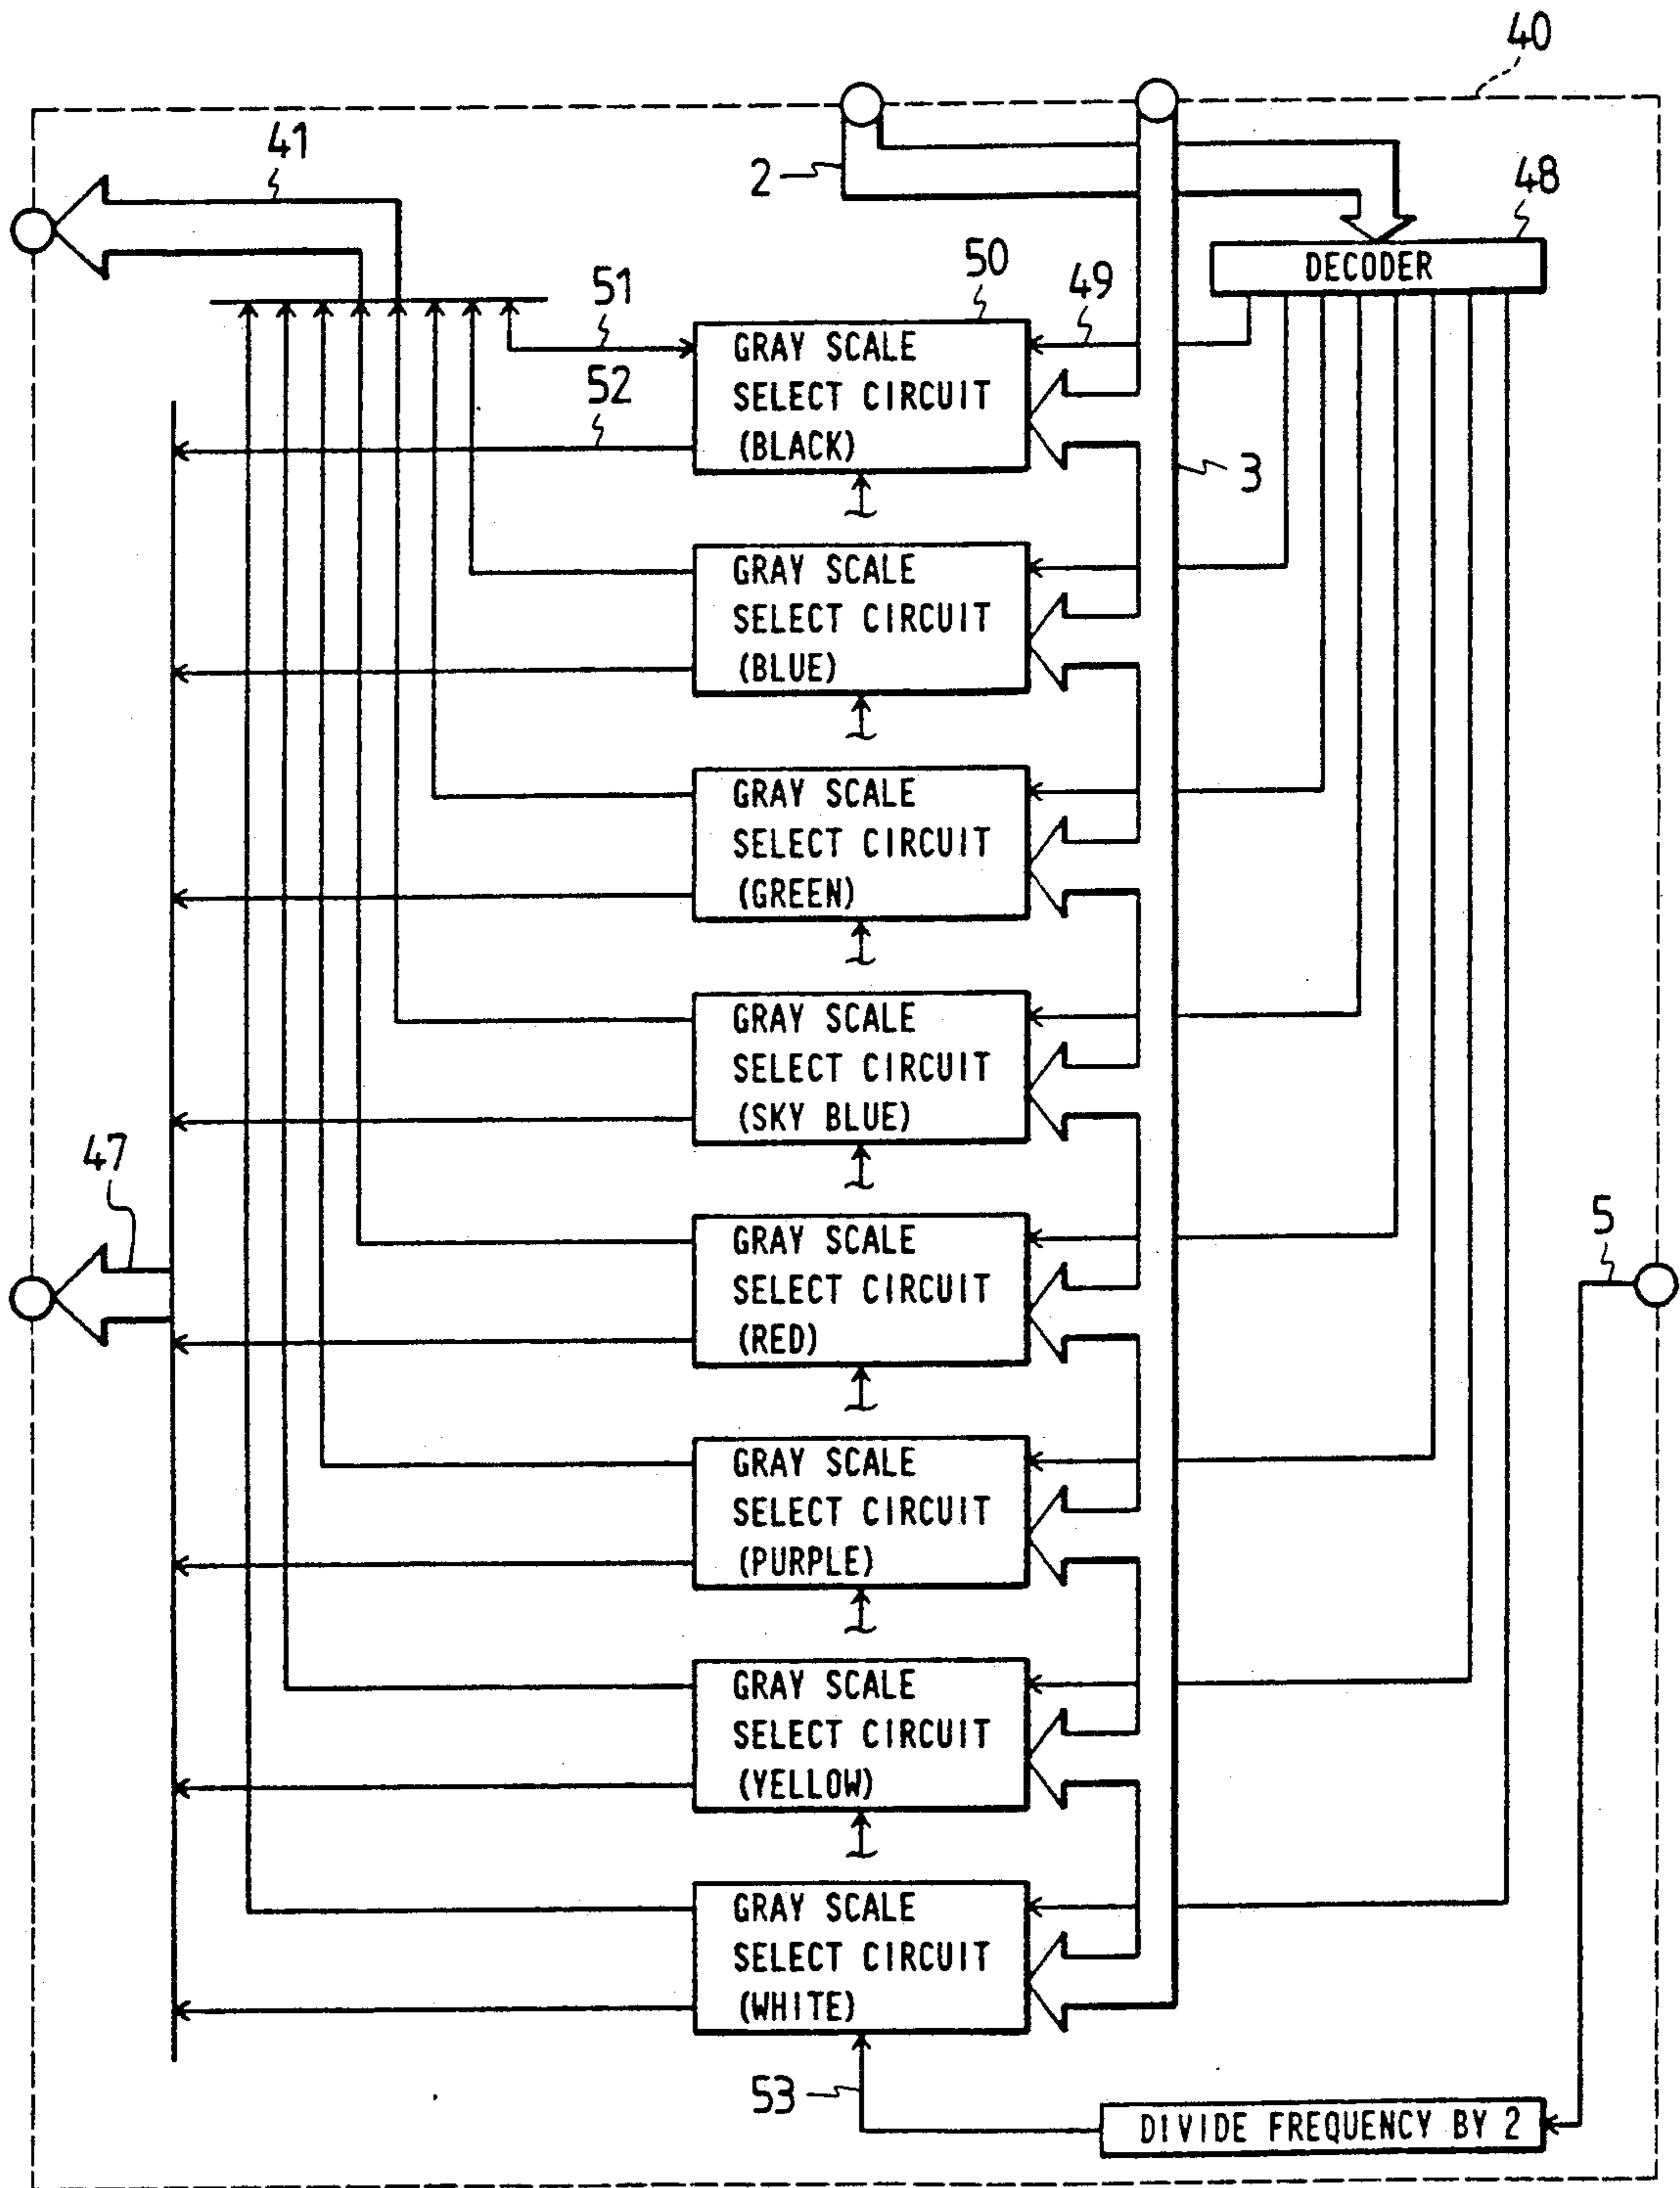 40
41
2
48
DECODER
50
49
51
GRAY SCALE
SELECT CIRCUIT
(BLACK)
52
3
GRAY SCALE
SELECT CIRCUIT
(BLUE)
GRAY SCALE
SELECT CIRCUIT
(GREEN)
GRAY SCALE
SELECT CIRCUIT
(SKY BLUE)
47
5
GRAY SCALE
SELECT CIRCUIT
(RED)
GRAY SCALE
SELECT CIRCUIT
(PURPLE)
GRAY SCALE
SELECT CIRCUIT
(YELLOW)
GRAY SCALE
SELECT CIRCUIT
(WHITE)
53
DIVIDE FREQUENCY BY 2